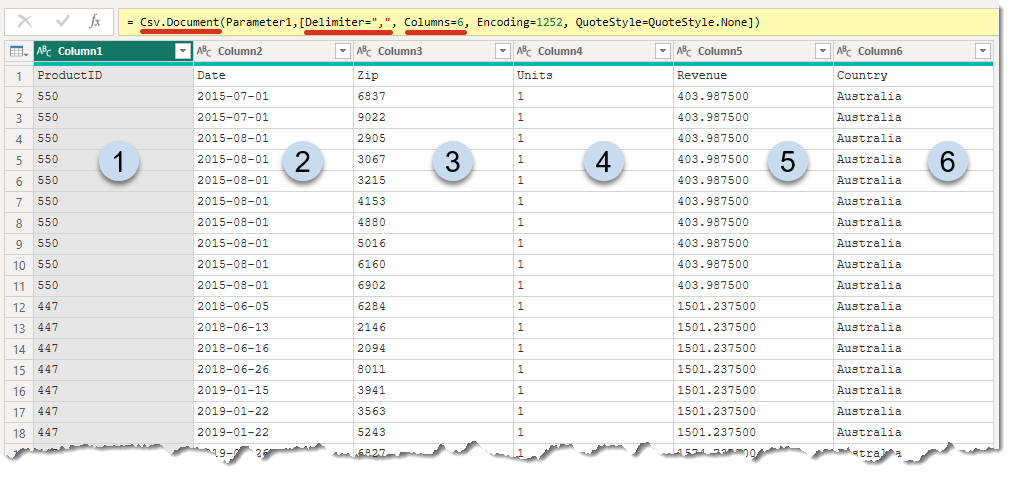 = Csv.Document(Parameter1,[Delimiter=",", Columns=6, Encoding=1252, QuoteStyle=QuoteStyle.None])
Column1 Column2 Column3 Column4 Column5 Column6
1 ProductID Date Zip Units Revenue Country
2 550 2015-07-01 6837 1 403.987500 Australia
3 550 2015-07-01 9022 1 403.987500 Australia
4 550 2015-08-01 2905 1 403.987500 Australia
5 550 2015-08-01 3067 1 403.987500 Australia
1 2 3 4 5 6
6 550 2015-08-01 3215 1 403.987500 Australia
7 550 2015-08-01 4153 1 403.987500 Australia
8 550 2015-08-01 4880 1 403.987500 Australia
9 550 2015-08-01 5016 1 403.987500 Australia
10 550 2015-08-01 6160 1 403.987500 Australia
11 550 2015-08-01 6902 1 403.987500 Australia
12 447 2018-06-05 6284 1 1501.237500 Australia
13 447 2018-06-13 2146 1 1501.237500 Australia
14 447 2018-06-16 2094 1 1501.237500 Australia
15 447 2018-06-26 8011 1 1501.237500 Australia
16 447 2019-01-15 3941 1 1501.237500 Australia
17 447 2019-01-22 3563 1 1501.237500 Australia
18 447 2019-01-22 5243 1 1501.237500 Australia